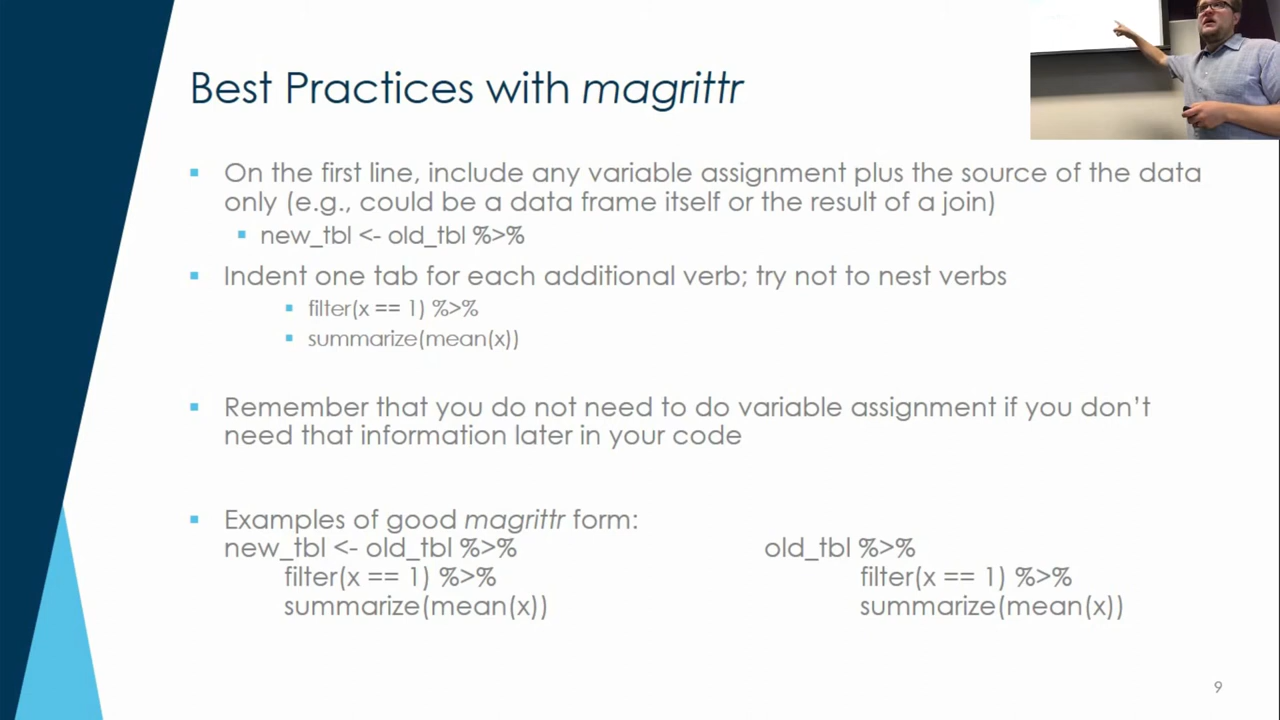 Best Practices with magrittr
On the first line, include any variable assignment plus the source of the data
only (e.g., could be a data frame itself or the result of a join)
new_tbl <- old_tbl %>%
Indent one tab for each additional verb; try not to nest verbs
filter(x == 1) %>%
summarize(mean(x))
Remember that you do not need to do variable assignment if you don't
need that information later in your code
Examples of good magrittr form:
new_tbl <- old_tbl %>%
filter(x == 1) %>%
summarize(mean(x))
old_tbl %>%
filter(x == 1) %>%
summarize(mean(x))
9